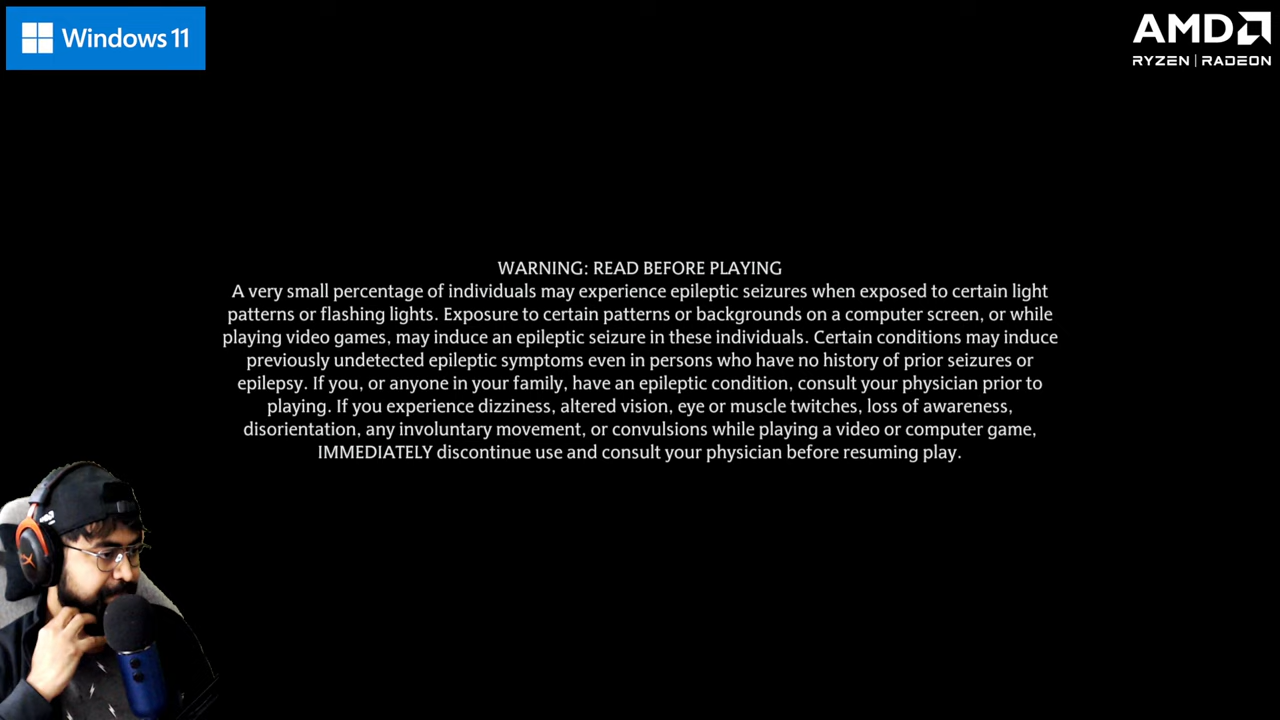 Windows 11
AMD
RYZEN | RADEON
WARNING: READ BEFORE PLAYING
A very small percentage of individuals may experience epileptic seizures when exposed to certain light
patterns or flashing lights. Exposure to certain patterns or backgrounds on a computer screen, or while
playing video games, may induce an epileptic seizure in these individuals. Certain conditions may induce
previously undetected epileptic symptoms even in persons who have no history of prior seizures or
epilepsy. If you, or anyone in your family, have an epileptic condition, consult your physician prior to
playing. If you experience dizziness, altered vision, eye or muscle twitches, loss of awareness,
disorientation, any involuntary movement, or convulsions while playing a video or computer game,
IMMEDIATELY discontinue use and consult your physician before resuming play.